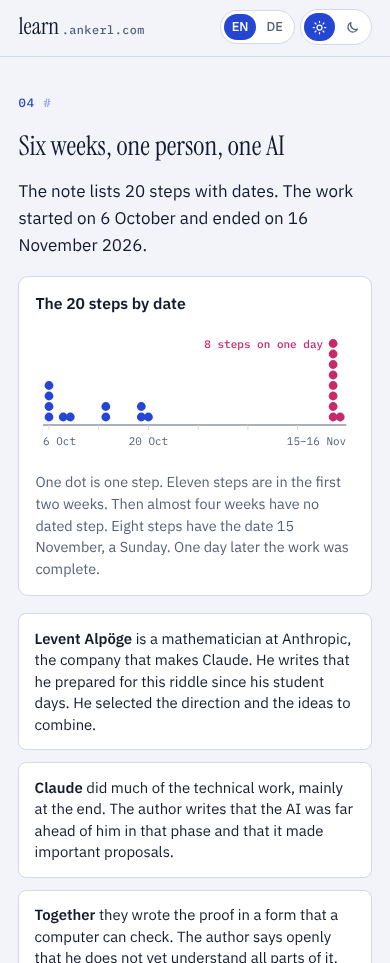 learn.ankerl.com EN DE
04 #
Six weeks, one person, one AI
The note lists 20 steps with dates. The work
started on 6 October and ended on 16
November 2026.
The 20 steps by date
8 steps on one day
6 Oct 20 Oct 15–16 Nov
One dot is one step. Eleven steps are in the first
two weeks. Then almost four weeks have no
dated step. Eight steps have the date 15
November, a Sunday. One day later the work was
complete.
Levent Alpöge is a mathematician at Anthropic,
the company that makes Claude. He writes that
he prepared for this riddle since his student
days. He selected the direction and the ideas to
combine.
Claude did much of the technical work, mainly
at the end. The author writes that the AI was far
ahead of him in that phase and that it made
important proposals.
Together they wrote the proof in a form that a
computer can check. The author says openly
that he does not yet understand all parts of it.